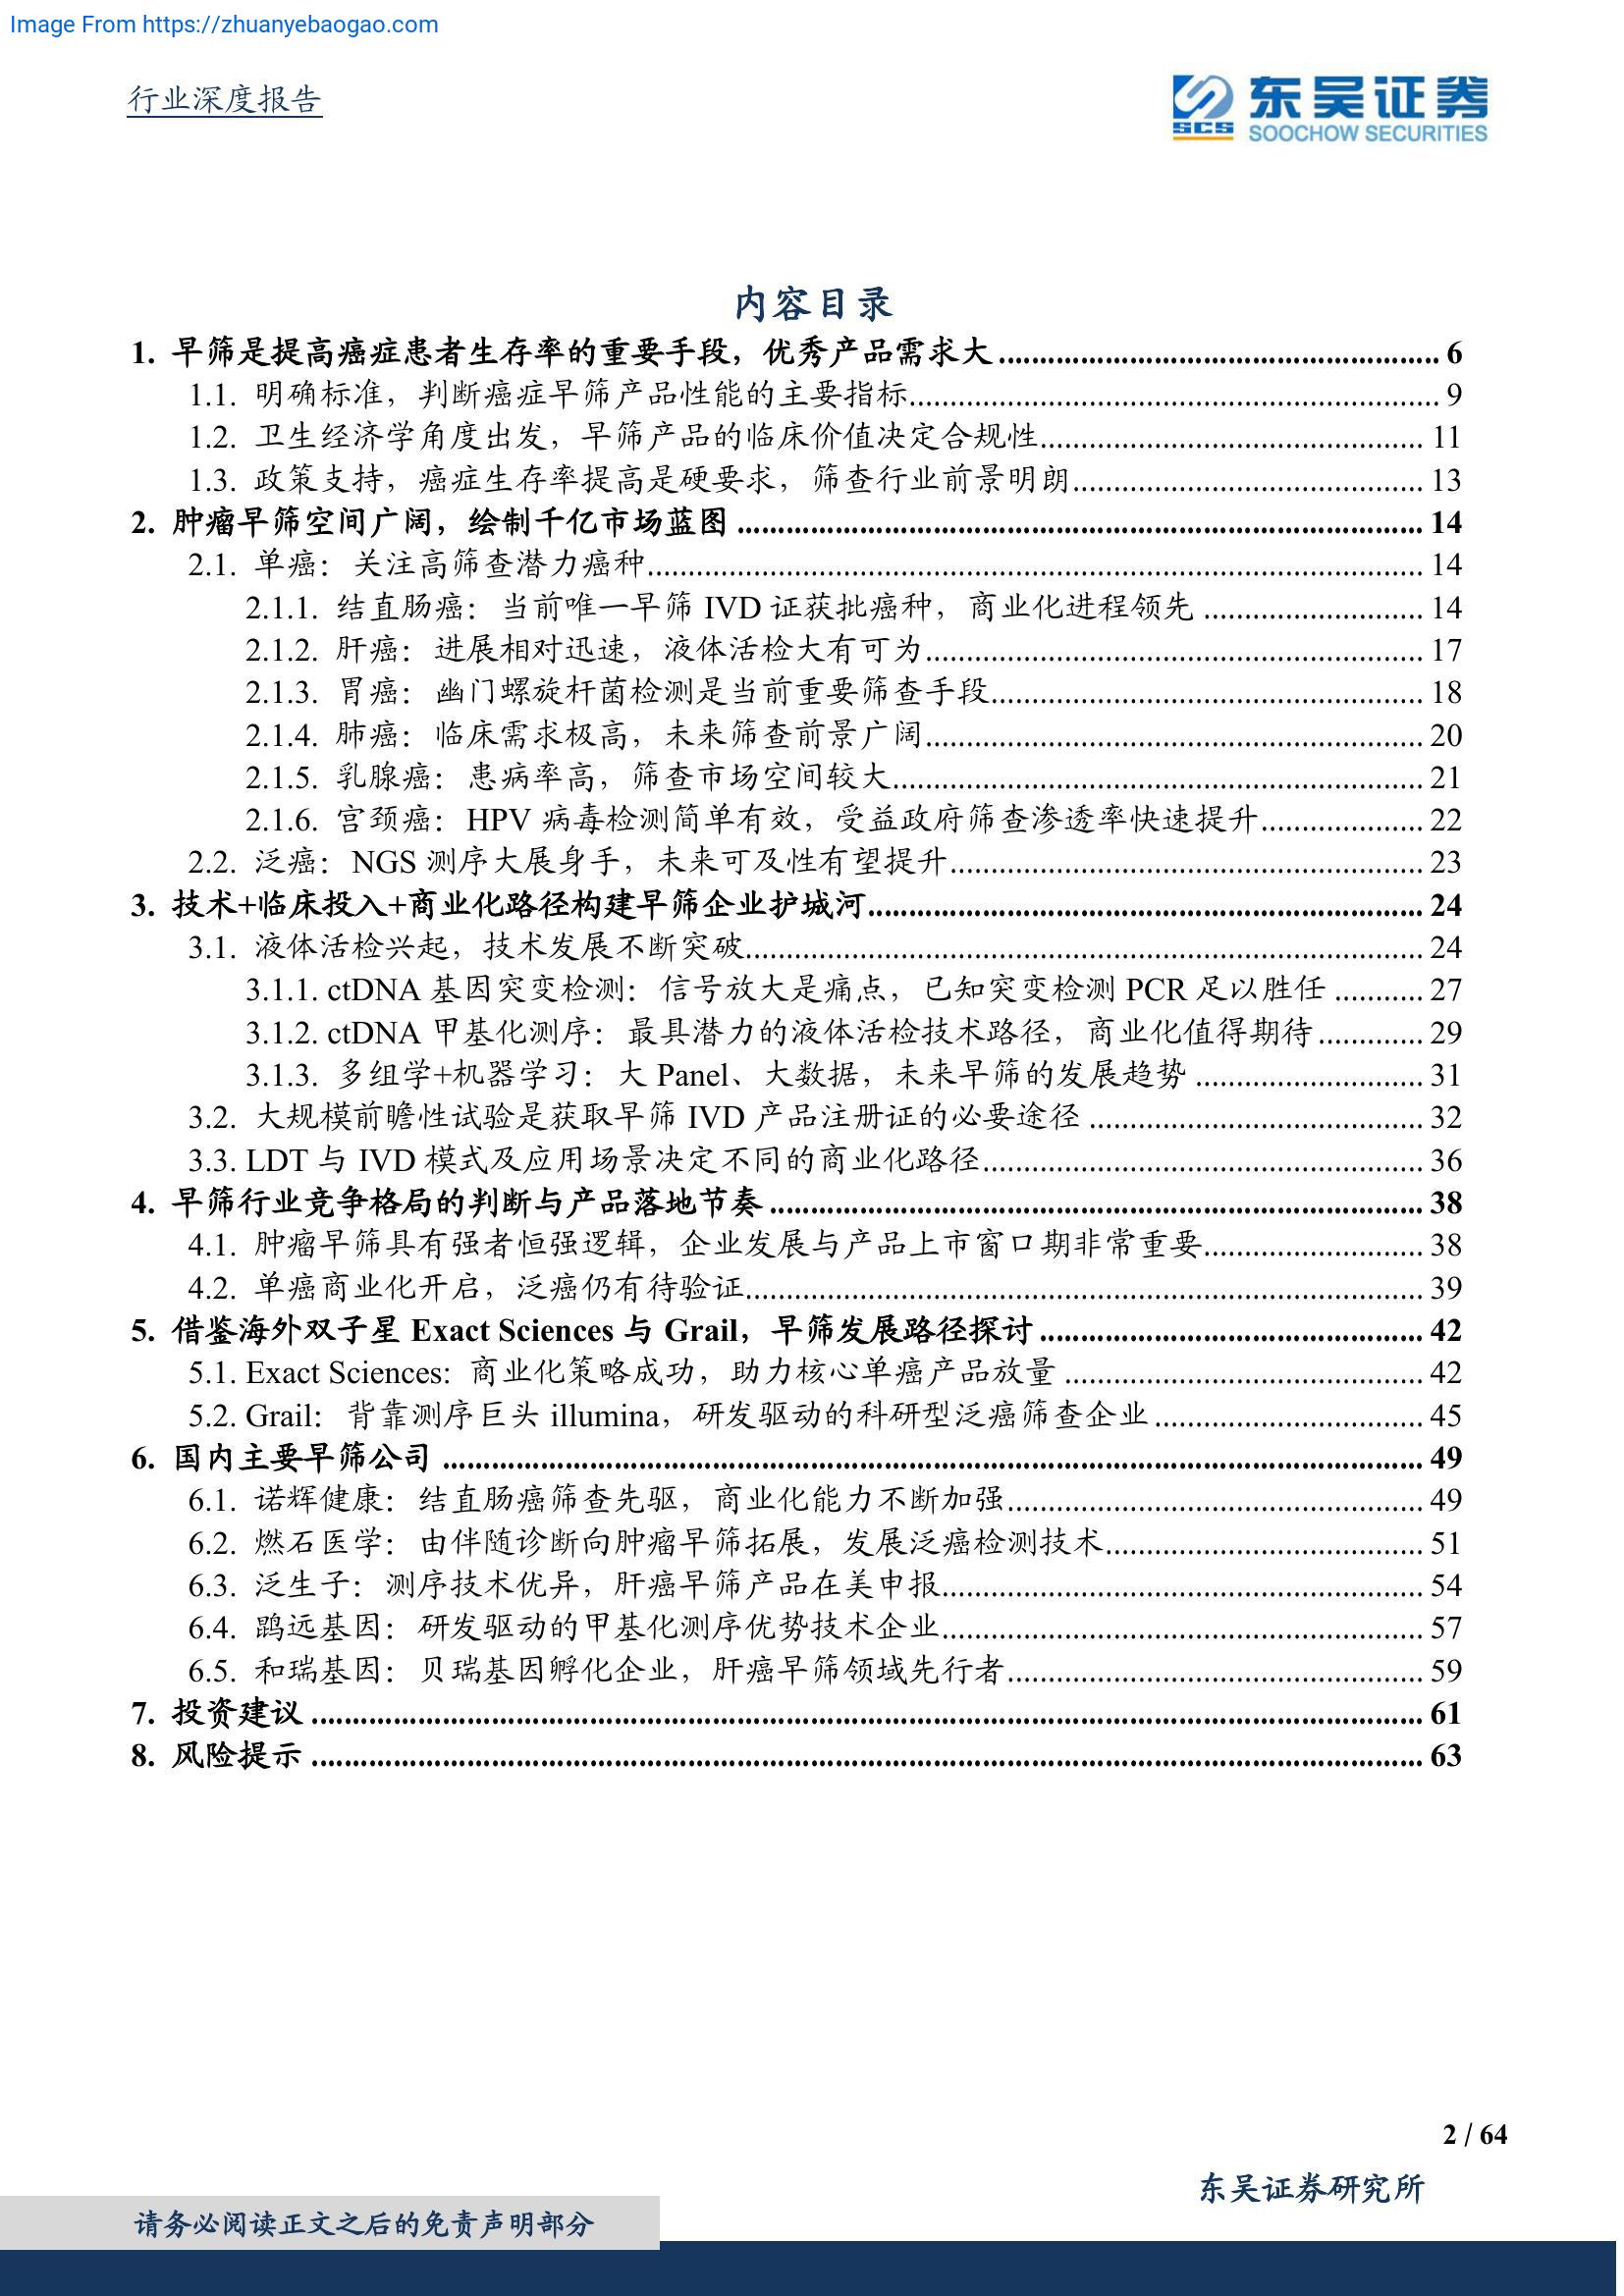 Image From https://zhuanyebaogao.com
行业深度报告
SCS 东吴证券
SOOCHOW SECURITIES
内容目录
1. 早筛是提高癌症患者生存率的重要手段，优秀产品需求大 ...... 6
1.1. 明确标准，判断癌症早筛产品性能的主要指标...... 9
1.2. 卫生经济学角度出发，早筛产品的临床价值决定合规性...... 11
1.3. 政策支持，癌症生存率提高是硬要求，筛查行业前景明朗...... 13
2. 肿瘤早筛空间广阔，绘制千亿市场蓝图 ...... 14
2.1. 单癌：关注高筛查潜力癌种...... 14
2.1.1. 结直肠癌：当前唯一早筛 IVD 证获批癌种，商业化进程领先 ...... 14
2.1.2. 肝癌：进展相对迅速，液体活检大有可为...... 17
2.1.3. 胃癌：幽门螺旋杆菌检测是当前重要筛查手段...... 18
2.1.4. 肺癌：临床需求极高，未来筛查前景广阔...... 20
2.1.5. 乳腺癌：患病率高，筛查市场空间较大...... 21
2.1.6. 宫颈癌：HPV 病毒检测简单有效，受益政府筛查渗透率快速提升...... 22
2.2. 泛癌：NGS 测序大展身手，未来可及性有望提升...... 23
3. 技术+临床投入+商业化路径构建早筛企业护城河...... 24
3.1. 液体活检兴起，技术发展不断突破...... 24
3.1.1. ctDNA 基因突变检测：信号放大是痛点，已知突变检测 PCR 足以胜任 ...... 27
3.1.2. ctDNA 甲基化测序：最具潜力的液体活检技术路径，商业化值得期待 ...... 29
3.1.3. 多组学+机器学习：大 Panel、大数据，未来早筛的发展趋势 ...... 31
3.2. 大规模前瞻性试验是获取早筛 IVD 产品注册证的必要途径 ...... 32
3.3. LDT 与 IVD 模式及应用场景决定不同的商业化路径...... 36
4. 早筛行业竞争格局的判断与产品落地节奏 ...... 38
4.1. 肿瘤早筛具有强者恒强逻辑，企业发展与产品上市窗口期非常重要...... 38
4.2. 单癌商业化开启，泛癌仍有待验证...... 39
5. 借鉴海外双子星 Exact Sciences 与 Grail，早筛发展路径探讨 ...... 42
5.1. Exact Sciences: 商业化策略成功，助力核心单癌产品放量 ...... 42
5.2. Grail：背靠测序巨头 illumina，研发驱动的科研型泛癌筛查企业 ...... 45
6. 国内主要早筛公司 ...... 49
6.1. 诺辉健康：结直肠癌筛查先驱，商业化能力不断加强...... 49
6.2. 燃石医学：由伴随诊断向肿瘤早筛拓展，发展泛癌检测技术...... 51
6.3. 泛生子：测序技术优异，肝癌早筛产品在美申报...... 54
6.4. 鹍远基因：研发驱动的甲基化测序优势技术企业...... 57
6.5. 和瑞基因：贝瑞基因孵化企业，肝癌早筛领域先行者...... 59
7. 投资建议 ...... 61
8. 风险提示 ...... 63
2 / 64
东吴证券研究所
请务必阅读正文之后的免责声明部分